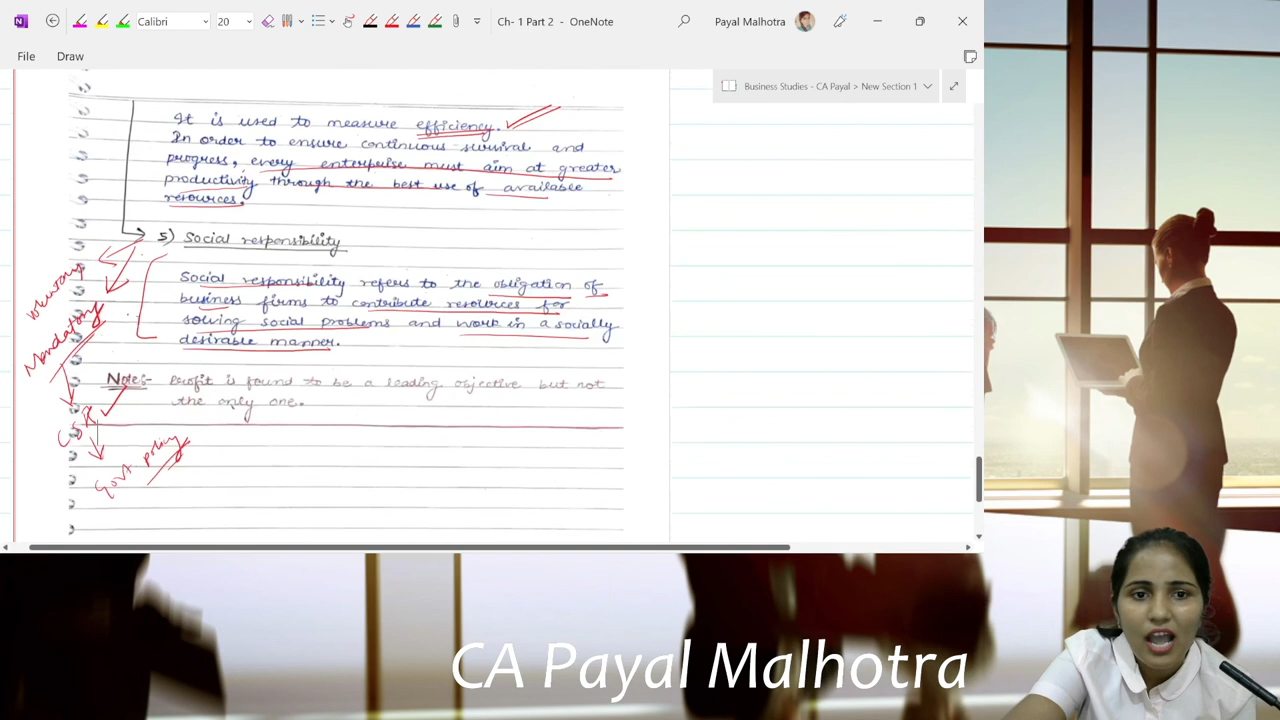 Calibri
20
Ch- 1 Part 2 - OneNote
Payal Malhotra
File
Draw
Business Studies - CA Payal > New Section 1
It is used to measure efficiency.
In order to ensure continuous survival and
progress, every enterprise must aim at greater
productivity through the best use of available
resources.
5) Social responsibility
Social responsibility refers to the obligation of
business firms to contribute resources for
solving social problems and work in a socially
desirable manner.
Voluntary
Mandatory
Note:- Profit is found to be a leading objective but not
the only one.
CSR
Govt policy
CA Payal Malhotra